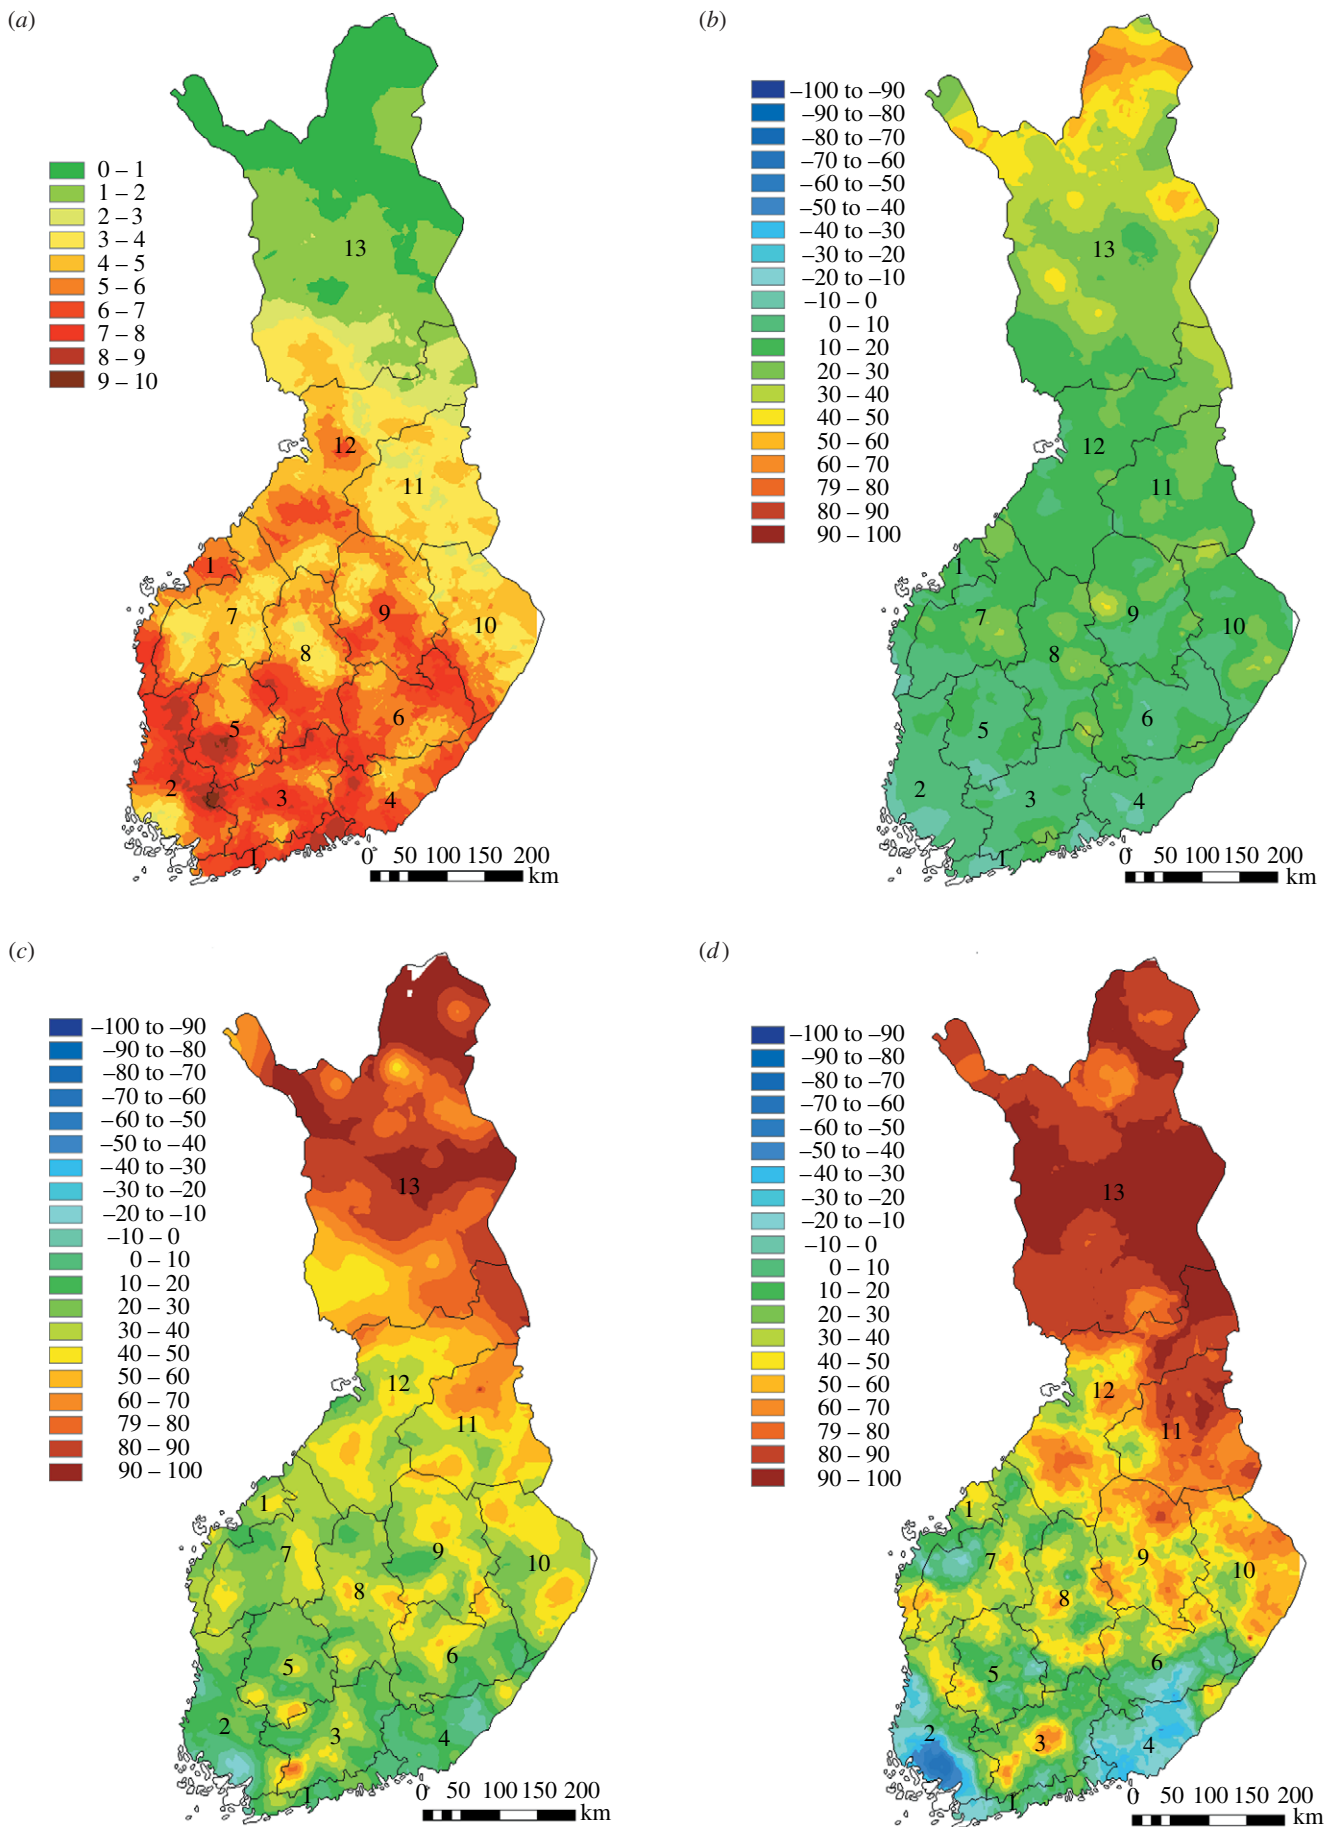 (a)
0 – 1
1 – 2
2 – 3
3 – 4
4 – 5
5 – 6
6 – 7
7 – 8
8 – 9
9 – 10
13
12
11
1
7
9
10
8
5
6
2
3
4
1
0 50 100 150 200
km
(b)
–100 to –90
–90 to –80
–80 to –70
–70 to –60
–60 to –50
–50 to –40
–40 to –30
–30 to –20
–20 to –10
–10 – 0
0 – 10
10 – 20
20 – 30
30 – 40
40 – 50
50 – 60
60 – 70
79 – 80
80 – 90
90 – 100
13
12
11
1
7
9
10
8
6
5
2
3
4
1
0 50 100 150 200
km
(c)
–100 to –90
–90 to –80
–80 to –70
–70 to –60
–60 to –50
–50 to –40
–40 to –30
–30 to –20
–20 to –10
–10 – 0
0 – 10
10 – 20
20 – 30
30 – 40
40 – 50
50 – 60
60 – 70
79 – 80
80 – 90
90 – 100
13
12
11
1
7
9
10
8
6
5
2
3
4
1
0 50 100 150 200
km
(d)
–100 to –90
–90 to –80
–80 to –70
–70 to –60
–60 to –50
–50 to –40
–40 to –30
–30 to –20
–20 to –10
–10 – 0
0 – 10
10 – 20
20 – 30
30 – 40
40 – 50
50 – 60
60 – 70
79 – 80
80 – 90
90 – 100
13
12
11
1
7
9
10
8
6
5
2
3
4
1
0 50 100 150 200
km